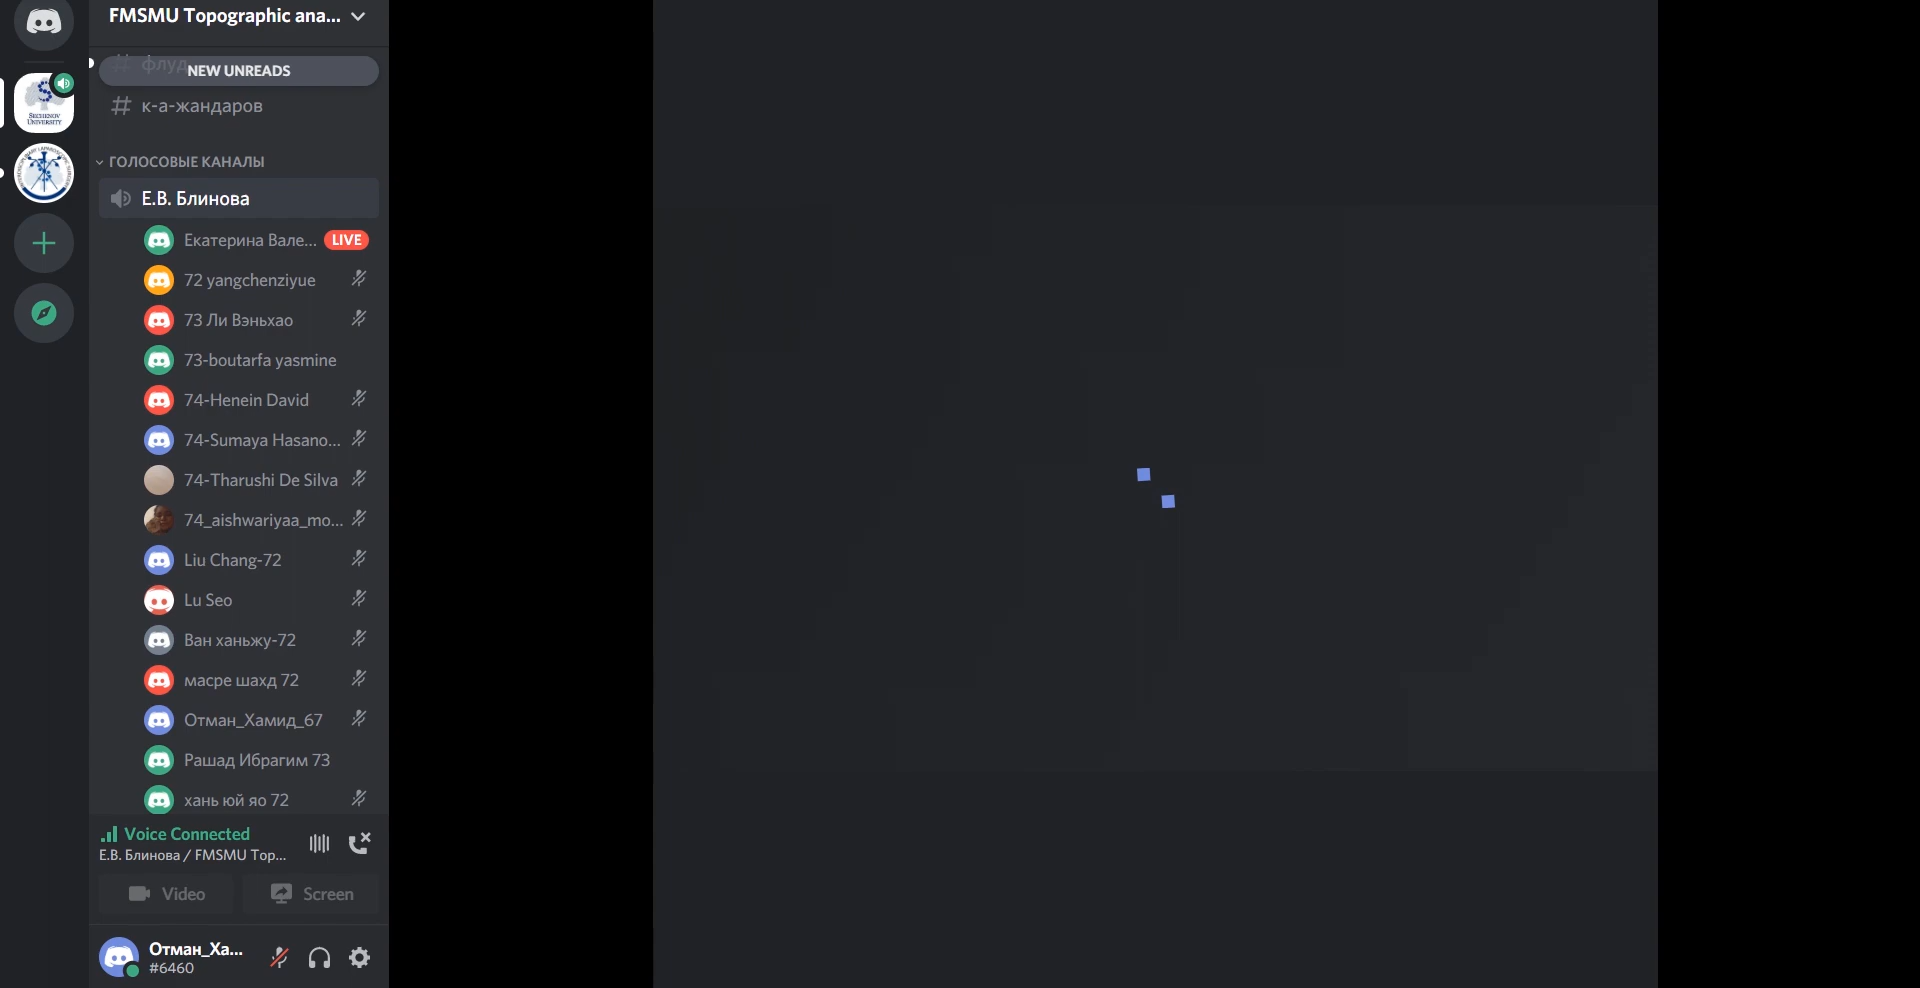 FMSMU Topographic ana...
флуд
NEW UNREADS
к-а-жандаров
ГОЛОСОВЫЕ КАНАЛЫ
Е.В. Блинова
Екатерина Вале... LIVE
72 yangchenziyue
73 Ли Вэньхао
73-boutarfa yasmine
74-Henein David
74-Sumaya Hasano...
74-Tharushi De Silva
74_aishwariyaa_mo...
Liu Chang-72
Lu Seo
Ван ханьжу-72
масре шахд 72
Отман_Хамид_67
Рашад Ибрагим 73
хань юй яо 72
Voice Connected
Е.В. Блинова / FMSMU Top...
Video Screen
Отман_Ха...
#6460
SECHENOV
UNIVERSITY